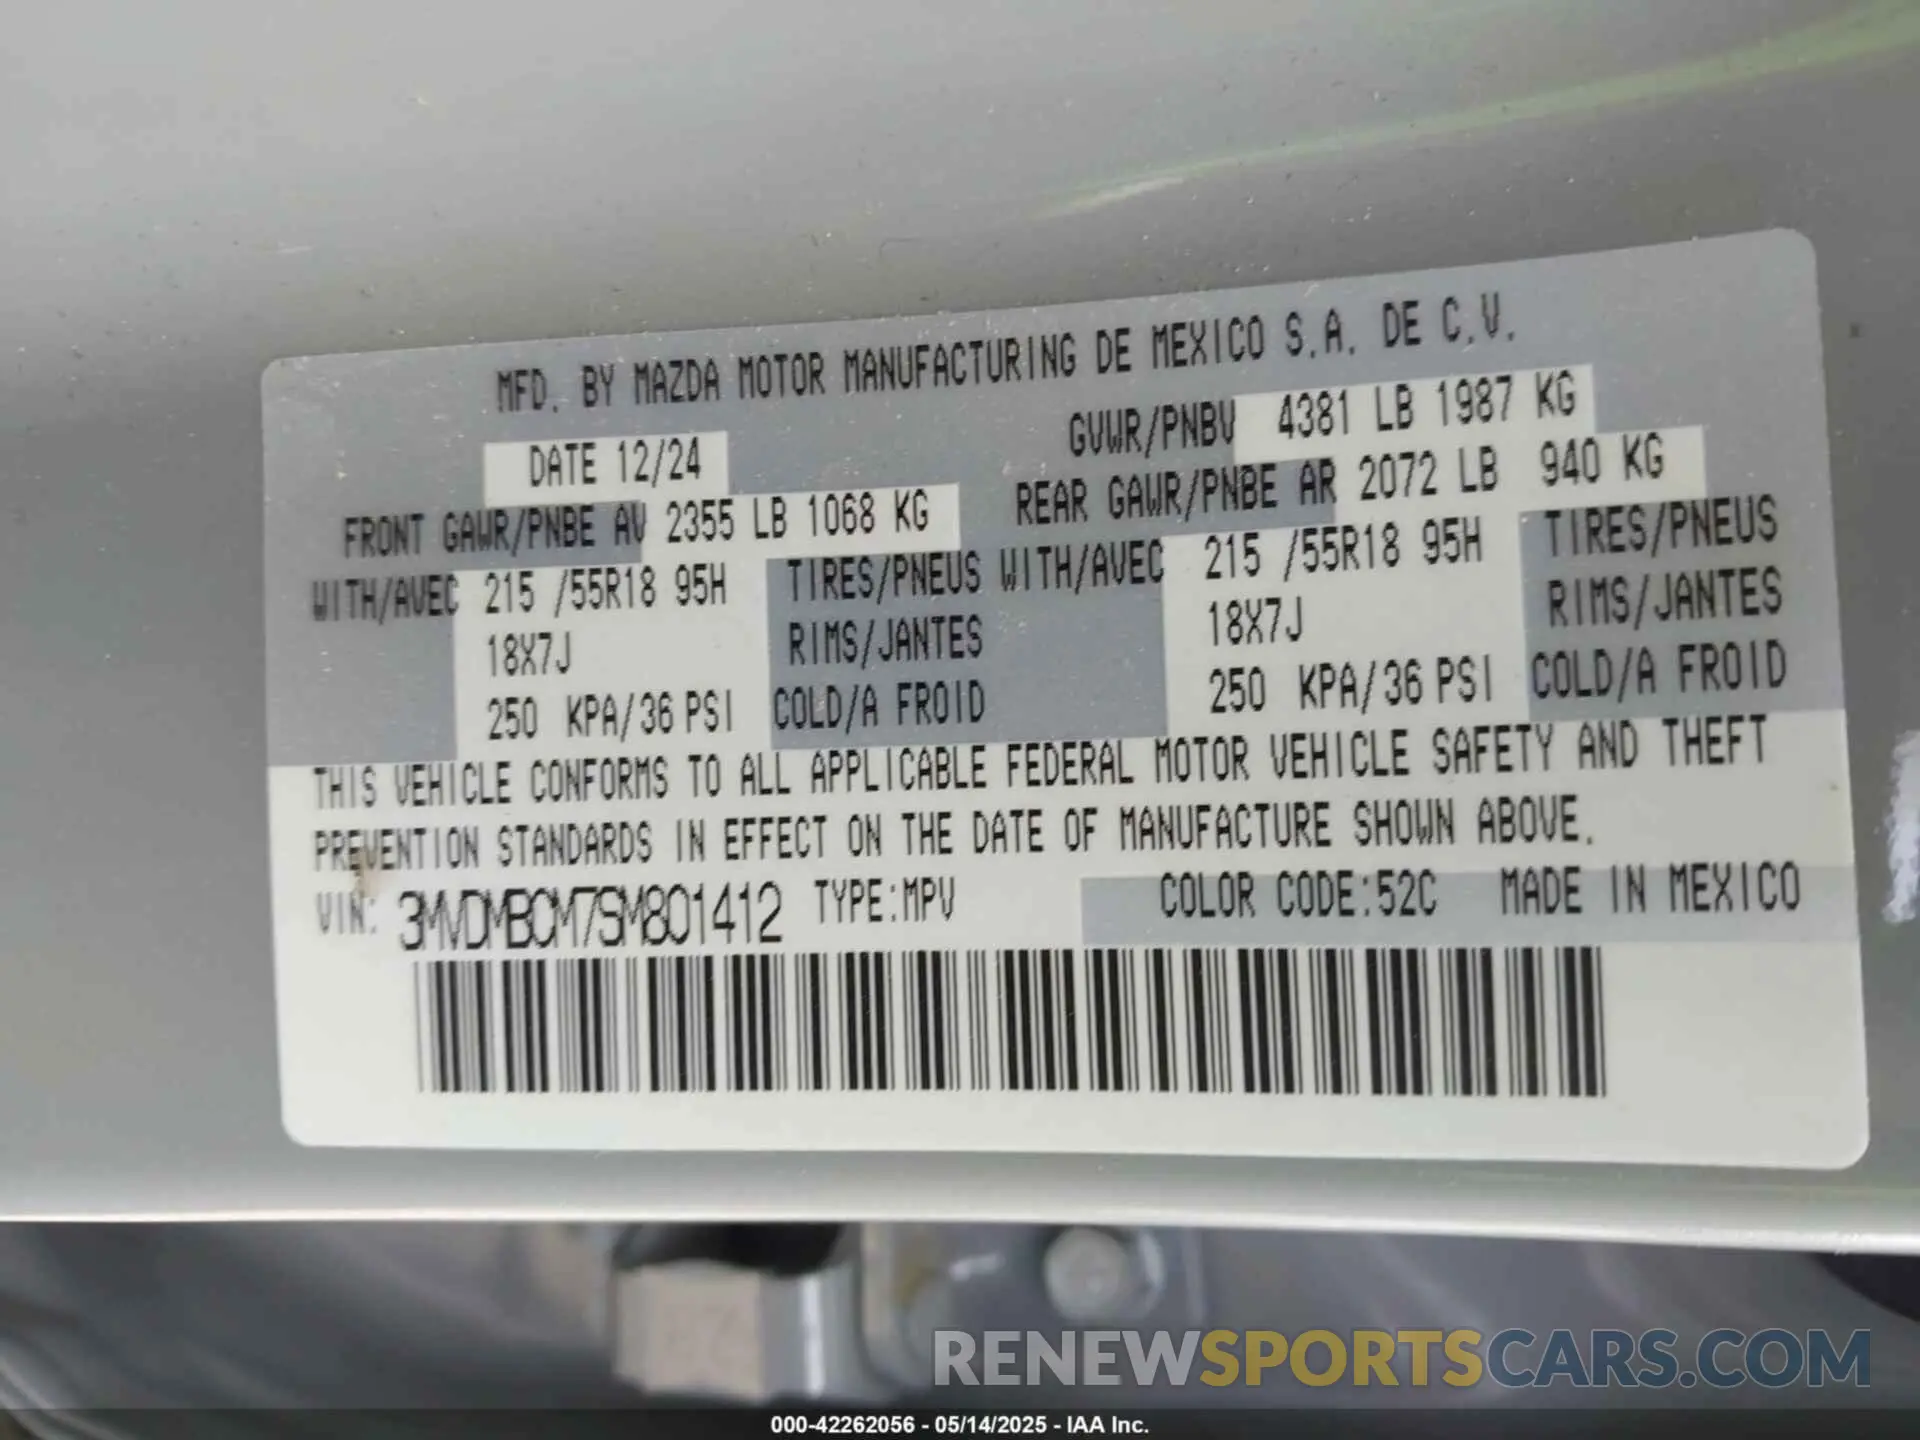 MFD. BY MAZDA MOTOR MANUFACTURING DE MEXICO S.A. DE C.V.
DATE 12/24 GVWR/PNBV 4381 LB 1987 KG
FRONT GAWR/PNBE AV 2355 LB 1068 KG REAR GAWR/PNBE AR 2072 LB 940 KG
WITH/AVEC 215 /55R18 95H TIRES/PNEUS WITH/AVEC 215 /55R18 95H TIRES/PNEUS
18X7J RIMS/JANTES 18X7J RIMS/JANTES
250 KPA/36 PSI COLD/A FROID 250 KPA/36 PSI COLD/A FROID
THIS VEHICLE CONFORMS TO ALL APPLICABLE FEDERAL MOTOR VEHICLE SAFETY AND THEFT
PREVENTION STANDARDS IN EFFECT ON THE DATE OF MANUFACTURE SHOWN ABOVE.
VIN: 3MVDMBCM7SM801412 TYPE:MPV COLOR CODE:52C MADE IN MEXICO
RENEWSPORTSCARS.COM
000-42262056 - 05/14/2025 - IAA Inc.